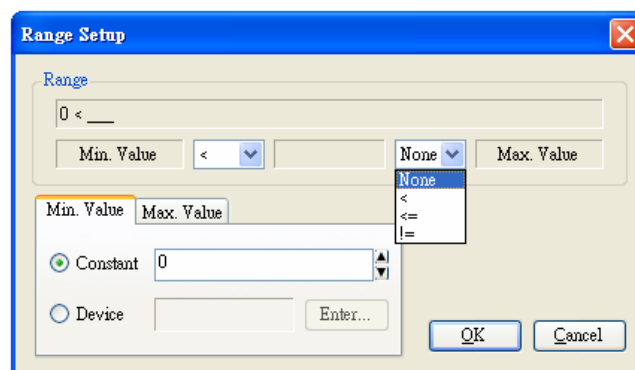 Range Setup
Range
0 < ___
Min. Value < None Max. Value
None
<
<=
!=
Min. Value Max. Value
Constant 0
Device Enter...
OK Cancel